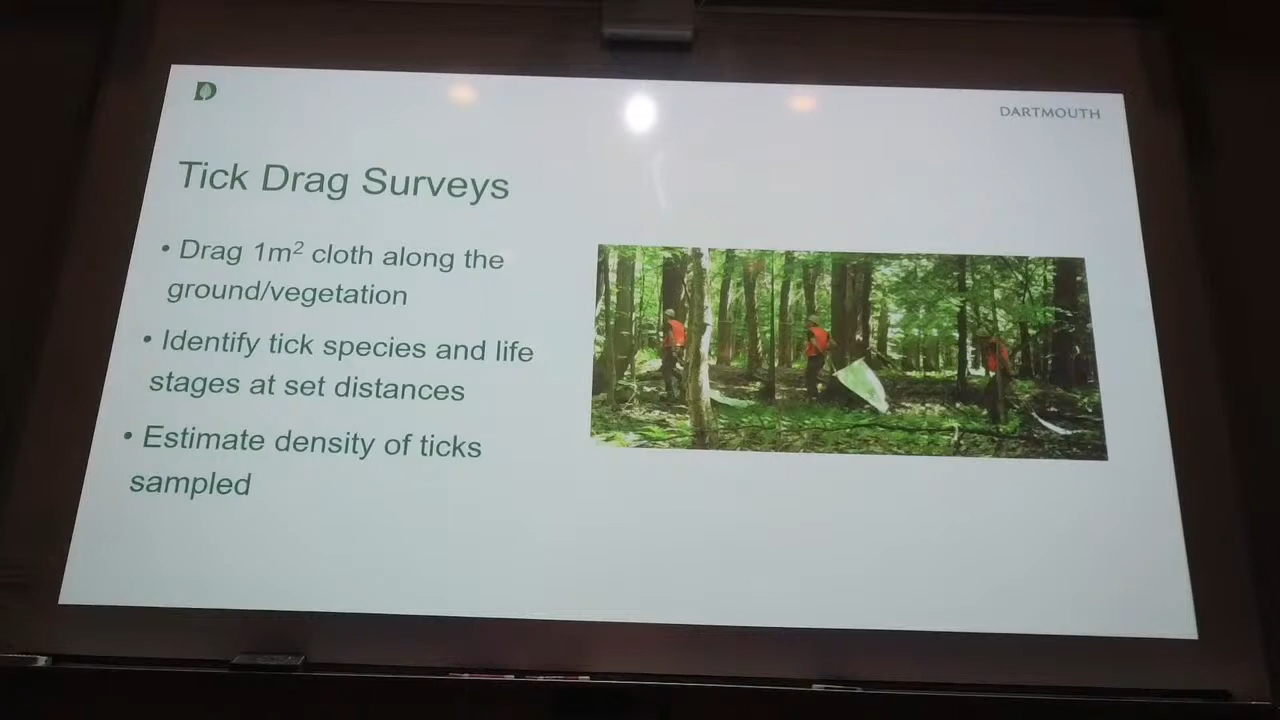 D
DARTMOUTH
Tick Drag Surveys
• Drag 1m² cloth along the
ground/vegetation
• Identify tick species and life
stages at set distances
• Estimate density of ticks
sampled